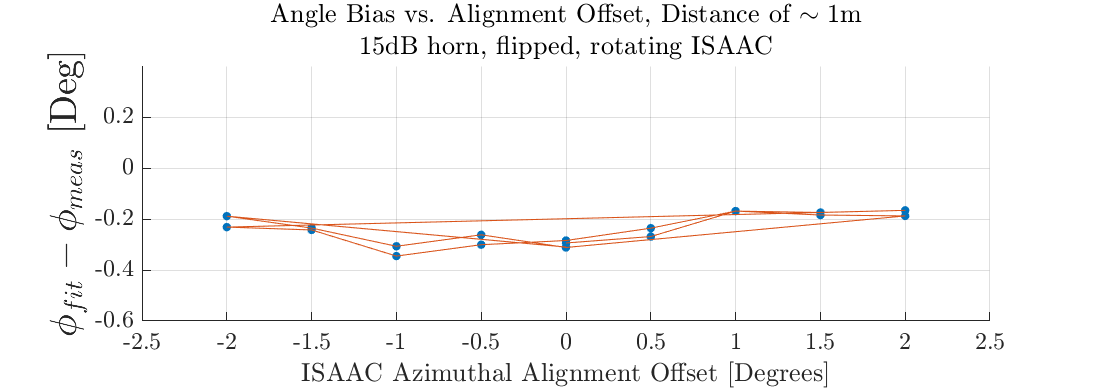 Angle Bias vs. Alignment Offset, Distance of ∼ 1m
15dB horn, flipped, rotating ISAAC
ϕ_fit − ϕ_meas [Deg]
0.2
0
-0.2
-0.4
-0.6
-2.5 -2 -1.5 -1 -0.5 0 0.5 1 1.5 2 2.5
ISAAC Azimuthal Alignment Offset [Degrees]